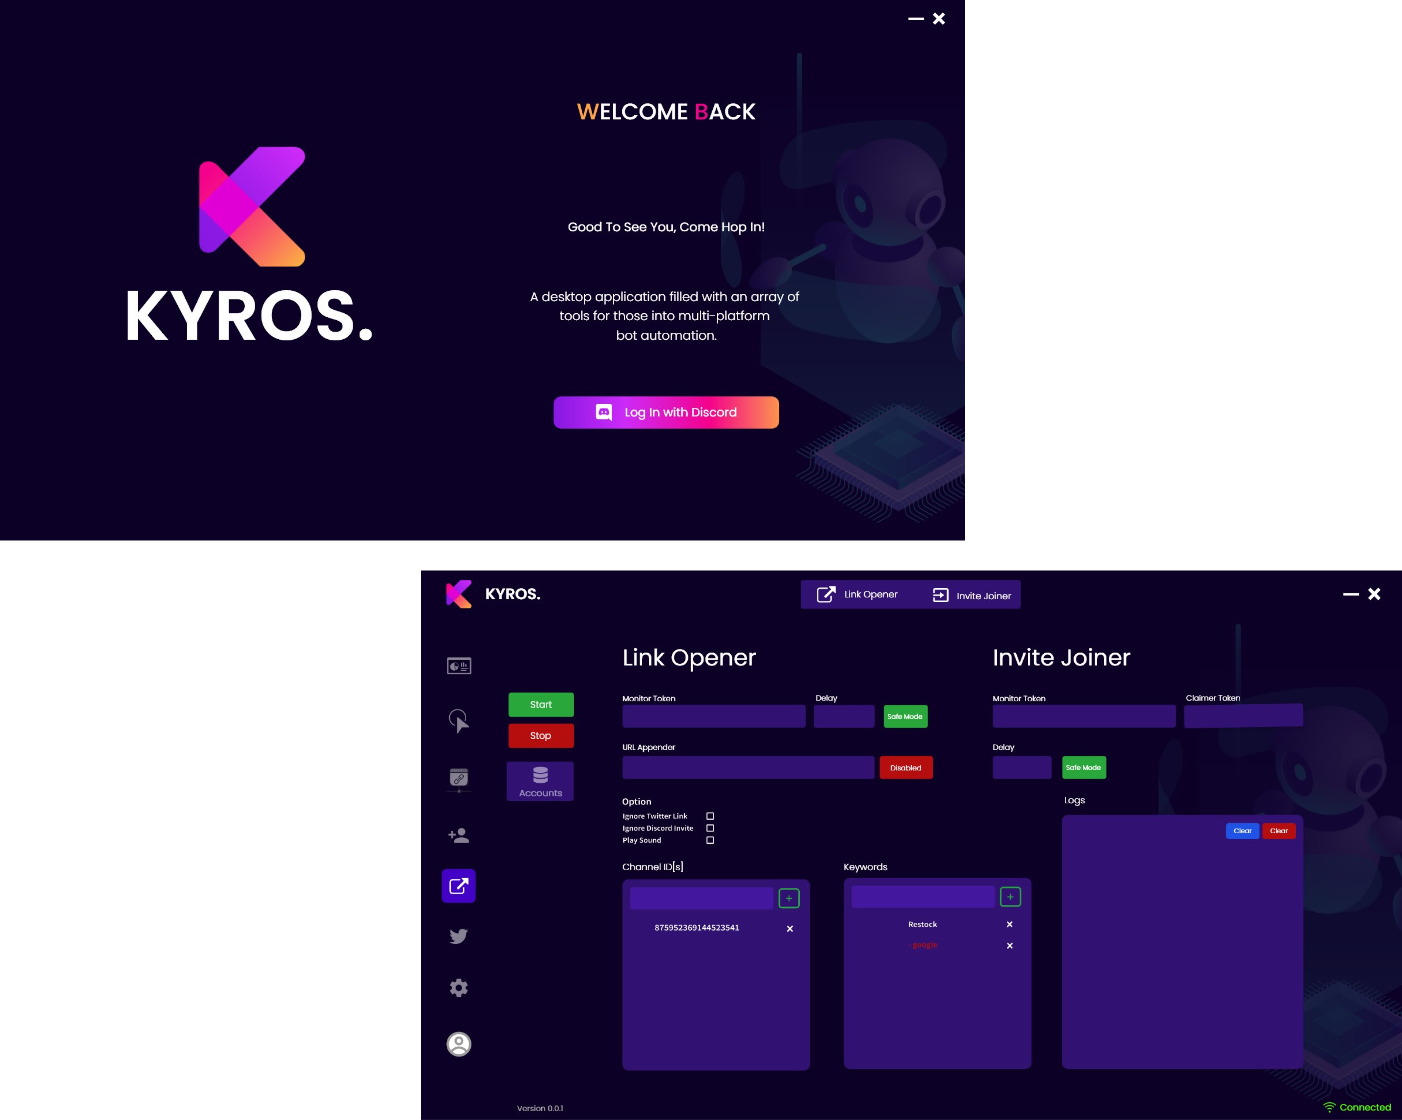 WELCOME BACK
KYROS.
Good To See You, Come Hop In!
A desktop application filled with an array of
tools for those into multi-platform
bot automation.
Log In with Discord
KYROS.
Link Opener
Invite Joiner
Start
Stop
Accounts
Link Opener
Monitor Token
Delay
Safe Mode
URL Appender
Disabled
Option
Ignore Twitter Link
Ignore Discord Invite
Play Sound
Channel ID[s]
+
875952369144523541
Keywords
+
Restock
google
Invite Joiner
Monitor Token
Claimer Token
Delay
Safe Mode
Logs
Clear
Clear
Version 0.0.1
Connected